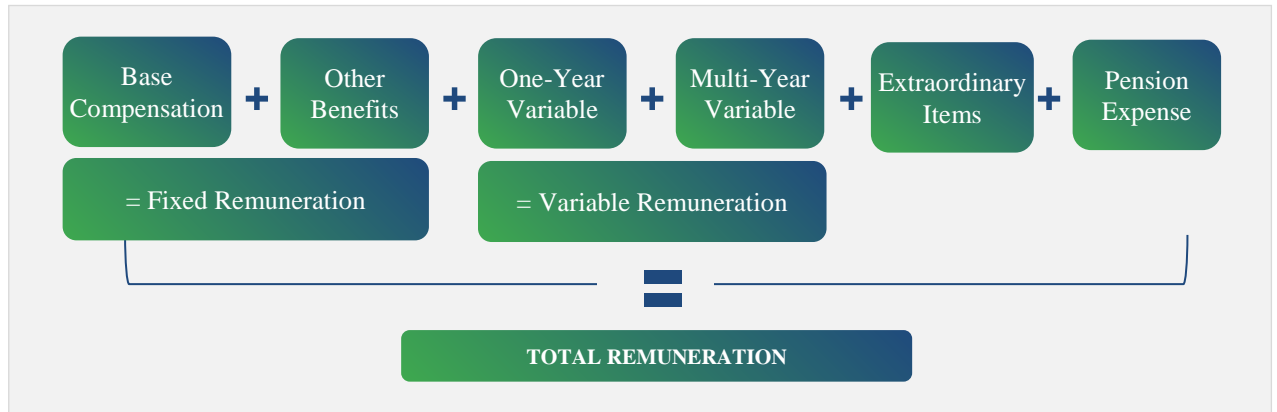 Base
Compensation
+
Other
Benefits
+
One-Year
Variable
+
Multi-Year
Variable
+
Extraordinary
Items
+
Pension
Expense
= Fixed Remuneration
= Variable Remuneration
=
TOTAL REMUNERATION